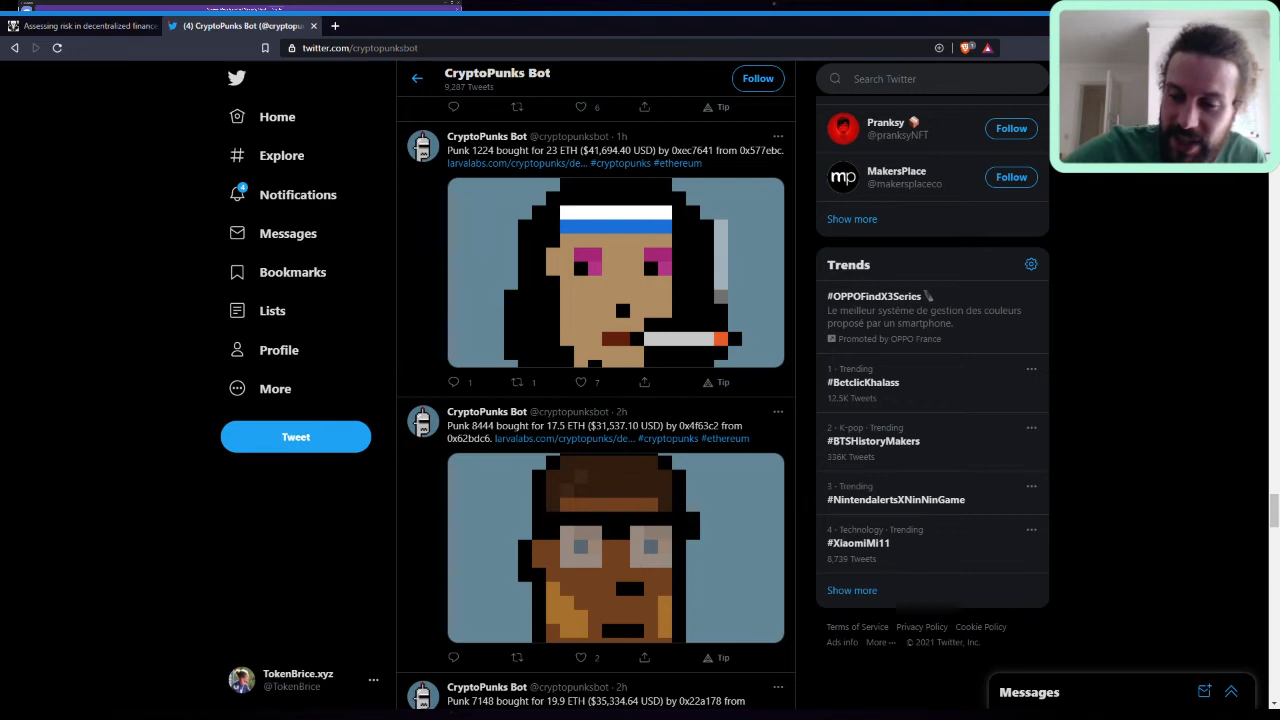 Assessing risk in decentralized finance
(4) CryptoPunks Bot (@cryptopu
twitter.com/cryptopunksbot
CryptoPunks Bot
9,287 Tweets
Follow
Search Twitter
Home
Explore
4
Notifications
Messages
Bookmarks
Lists
Profile
More
Tweet
TokenBrice.xyz
@TokenBrice
6
Tip
CryptoPunks Bot @cryptopunksbot · 1h
Punk 1224 bought for 23 ETH ($41,694.40 USD) by 0xec7641 from 0x577ebc.
larvalabs.com/cryptopunks/de... #cryptopunks #ethereum
1
1
7
Tip
CryptoPunks Bot @cryptopunksbot · 2h
Punk 8444 bought for 17.5 ETH ($31,537.10 USD) by 0x4f63c2 from
0x62bdc6. larvalabs.com/cryptopunks/de... #cryptopunks #ethereum
2
Tip
CryptoPunks Bot @cryptopunksbot · 2h
Punk 7148 bought for 19.9 ETH ($35,334.64 USD) by 0x22a178 from
Pranksy
@pranksyNFT
Follow
mp
MakersPlace
@makersplaceco
Follow
Show more
Trends
#OPPOFindX3Series
Le meilleur système de gestion des couleurs
proposé par un smartphone.
Promoted by OPPO France
1 · Trending
#BetclicKhalass
12.5K Tweets
2 · K-pop · Trending
#BTSHistoryMakers
336K Tweets
3 · Trending
#NintendalertsXNinNinGame
4 · Technology · Trending
#XiaomiMi11
8,739 Tweets
Show more
Terms of Service Privacy Policy Cookie Policy
Ads info More ··· © 2021 Twitter, Inc.
Messages